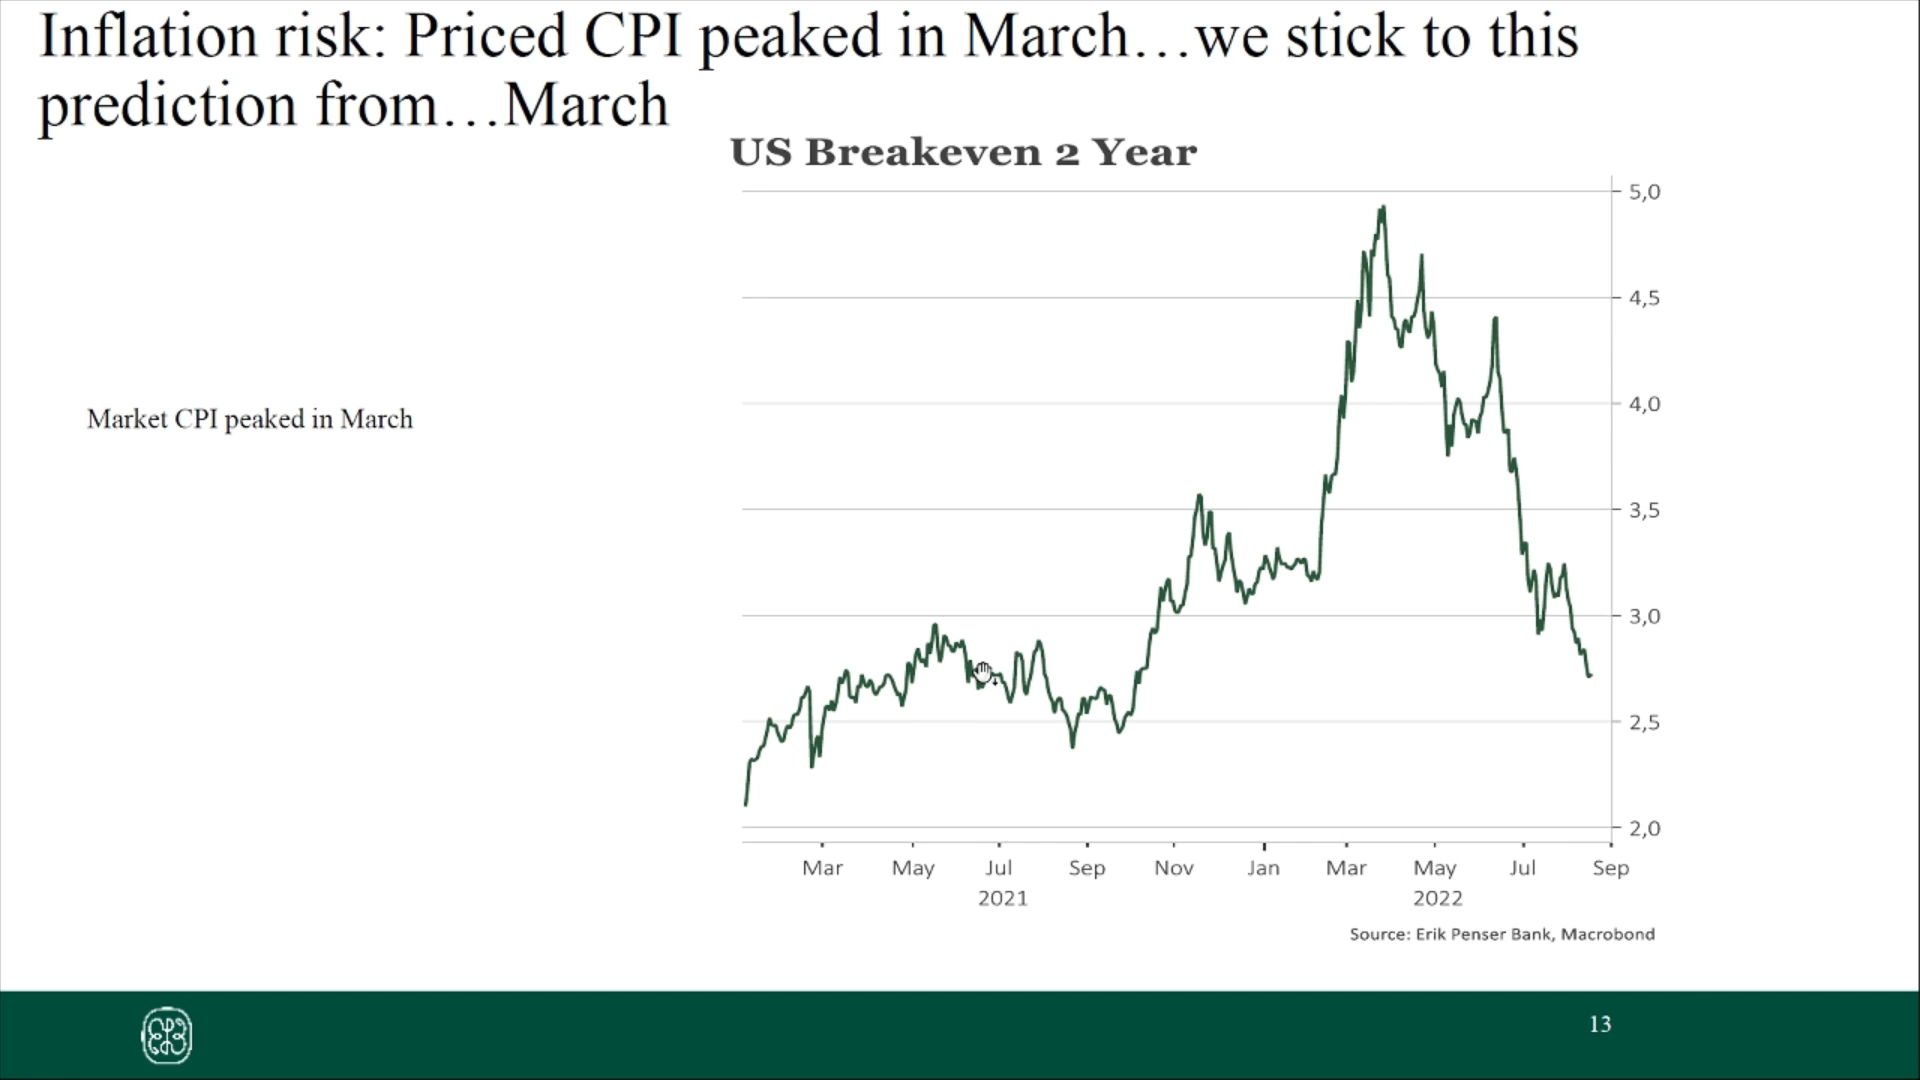 Inflation risk: Priced CPI peaked in March…we stick to this
prediction from…March
US Breakeven 2 Year
Market CPI peaked in March
5,0
4,5
4,0
3,5
3,0
2,5
2,0
Mar May Jul Sep Nov Jan Mar May Jul Sep
2021 2022
Source: Erik Penser Bank, Macrobond
13